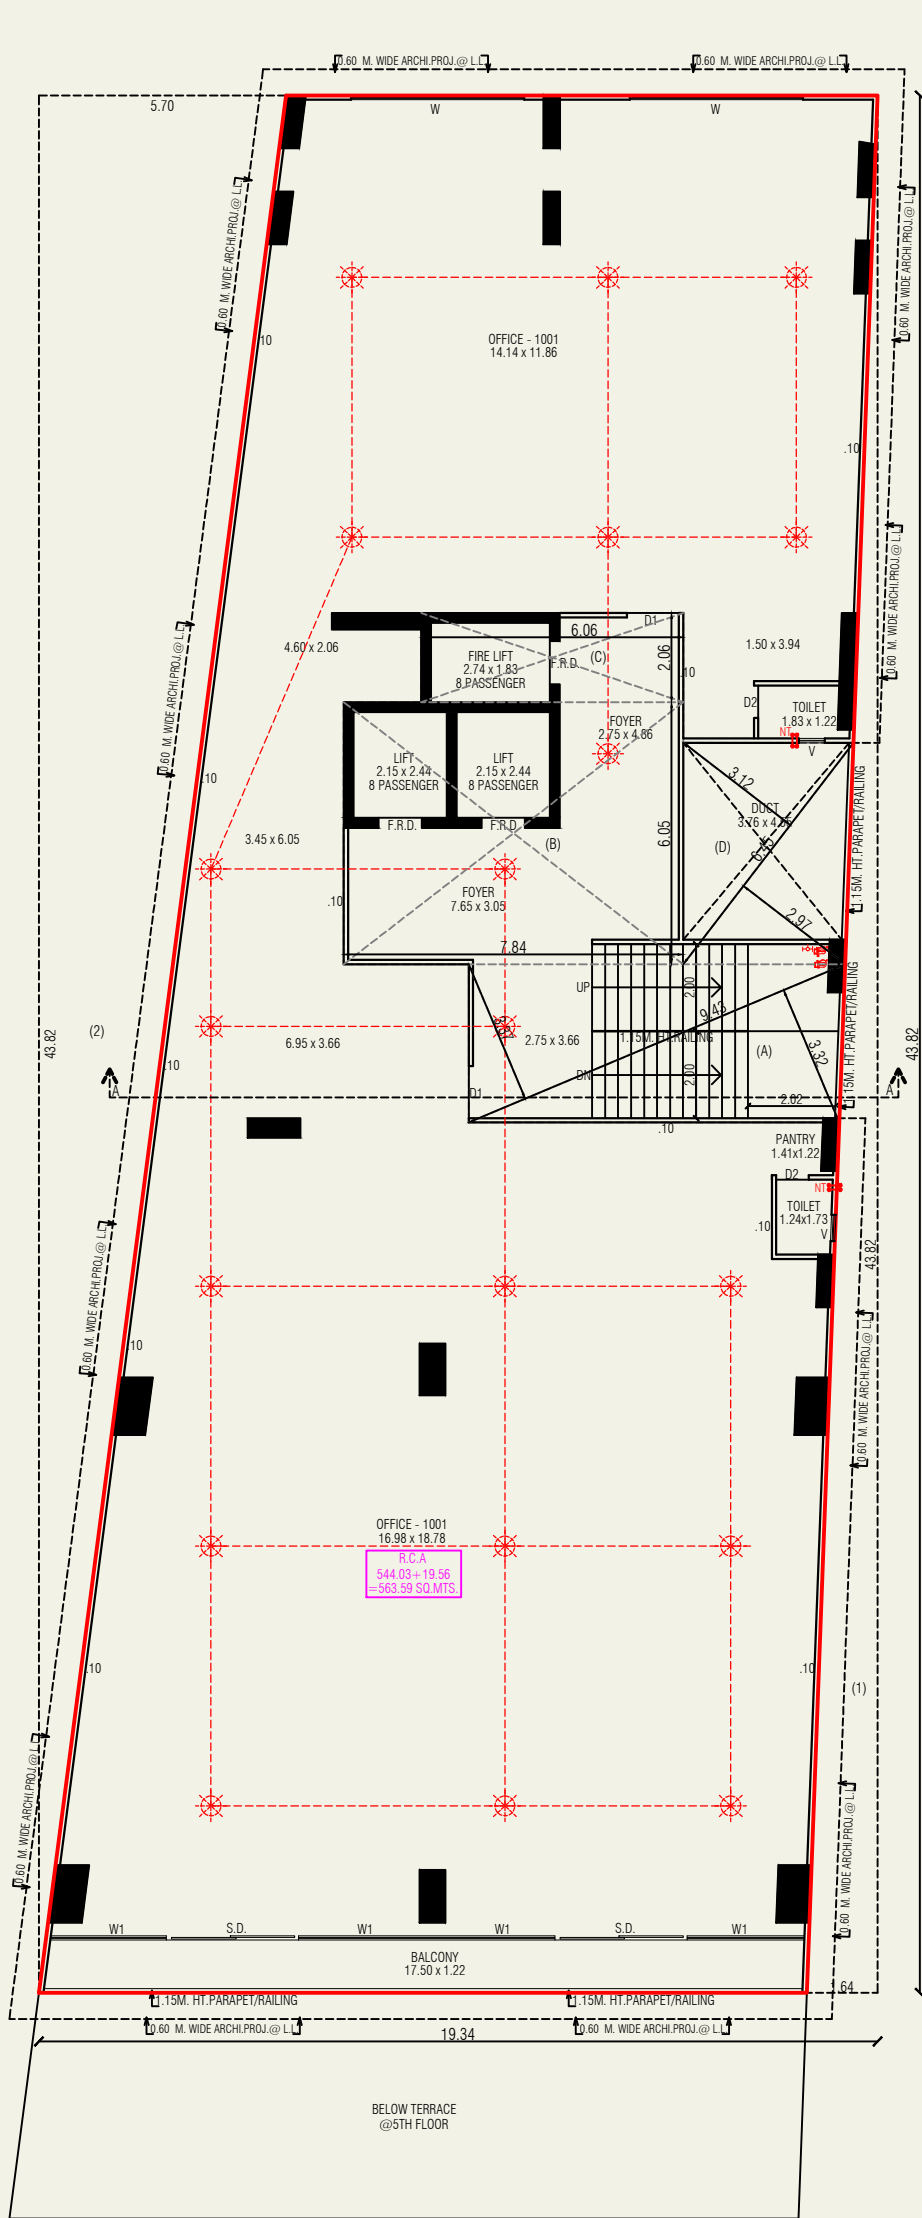 0.60 M. WIDE ARCHI.PROJ.@ L.L.
0.60 M. WIDE ARCHI.PROJ.@ L.L.
5.70
W
W
0.60 M. WIDE ARCHI.PROJ.@ L.L.
0.60 M. WIDE ARCHI.PROJ.@ L.L.
.10
OFFICE - 1001
14.14 x 11.86
.10
0.60 M. WIDE ARCHI.PROJ.@ L.L.
0.60 M. WIDE ARCHI.PROJ.@ L.L.
4.60 x 2.06
6.06
D1
(C)
2.06
1.50 x 3.94
FIRE LIFT
2.74 x 1.83
8 PASSENGER
F.R.D.
.10
D2
TOILET
1.83 x 1.22
FOYER
2.75 x 4.86
NT
V
LIFT
2.15 x 2.44
8 PASSENGER
LIFT
2.15 x 2.44
8 PASSENGER
.10
3.12
DUCT
3.45 x 6.05
F.R.D.
F.R.D.
(B)
6.05
(D)
1.15M. HT.PARAPET/RAILING
FOYER
7.65 x 3.05
.10
2.97
7.84
UP
2.00
9.43
43.82
(2)
6.95 x 3.66
2.75 x 3.66
1.15M. HT.RAILING
(A)
3.32
43.82
1.15M. HT.PARAPET/RAILING
.10
DN
2.00
A
A
D1
2.02
.10
PANTRY
1.41x1.22
D2
NT
TOILET
1.24x1.73
.10
V
43.82
0.60 M. WIDE ARCHI.PROJ.@ L.L.
.10
0.60 M. WIDE ARCHI.PROJ.@ L.L.
OFFICE - 1001
16.98 x 18.78
R.C.A
544.03+19.56
=563.59 SQ.MTS.
.10
.10
(1)
0.60 M. WIDE ARCHI.PROJ.@ L.L.
0.60 M. WIDE ARCHI.PROJ.@ L.L.
W1
S.D.
W1
W1
S.D.
W1
BALCONY
17.50 x 1.22
1.64
1.15M. HT.PARAPET/RAILING
1.15M. HT.PARAPET/RAILING
0.60 M. WIDE ARCHI.PROJ.@ L.L.
0.60 M. WIDE ARCHI.PROJ.@ L.L.
19.34
BELOW TERRACE
@5TH FLOOR